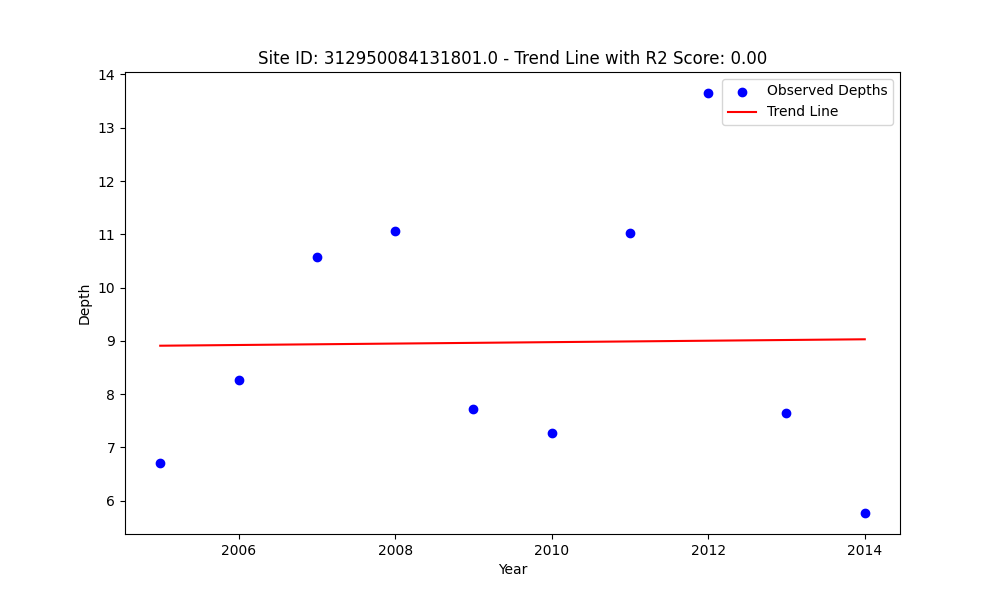 Site ID: 312950084131801.0 - Trend Line with R2 Score: 0.00
Observed Depths
Trend Line
14
13
12
11
10
9
8
7
6
Depth
2006
2008
2010
2012
2014
Year